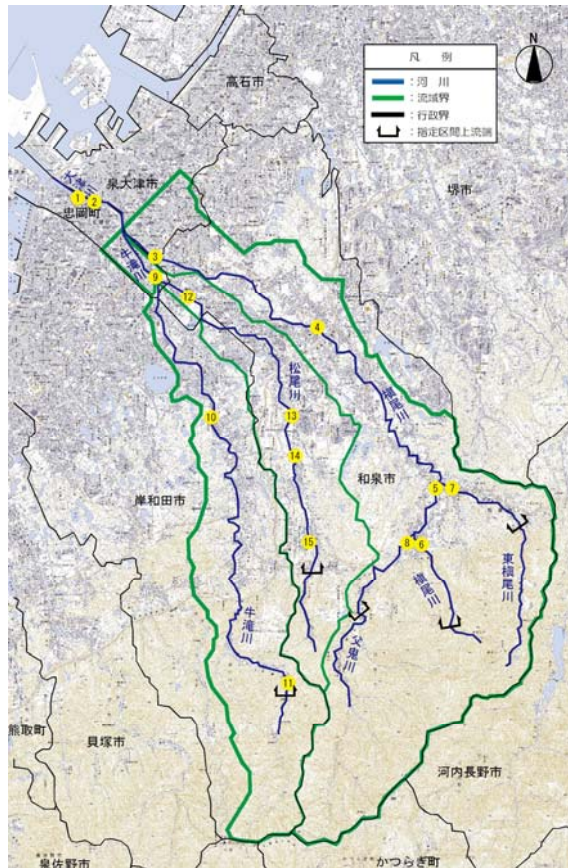 凡 例
：河 川
：流域界
：行政界
：指定区間上流端
N
高石市
泉大津市
堺市
大津川
1
2
忠岡町
牛滝川
3
9
12
4
松尾川
槇尾川
10
13
14
和泉市
岸和田市
5
7
15
8
6
東槇尾川
槇尾川
牛滝川
父鬼川
11
熊取町
貝塚市
河内長野市
泉佐野市
かつらぎ町